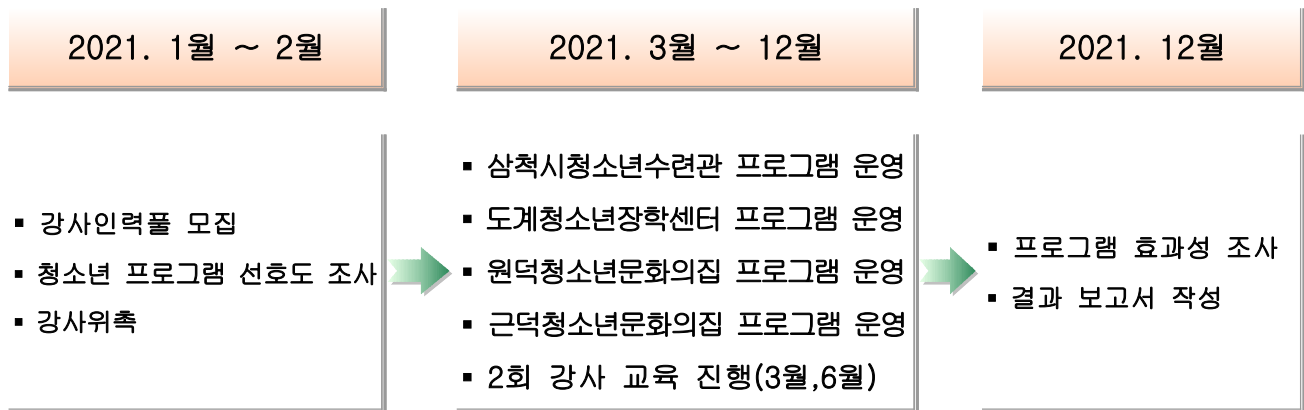 2021. 1월 ~ 2월
▪ 강사인력풀 모집
▪ 청소년 프로그램 선호도 조사
▪ 강사위촉
2021. 3월 ~ 12월
▪ 삼척시청소년수련관 프로그램 운영
▪ 도계청소년장학센터 프로그램 운영
▪ 원덕청소년문화의집 프로그램 운영
▪ 근덕청소년문화의집 프로그램 운영
▪ 2회 강사 교육 진행(3월,6월)
2021. 12월
▪ 프로그램 효과성 조사
▪ 결과 보고서 작성